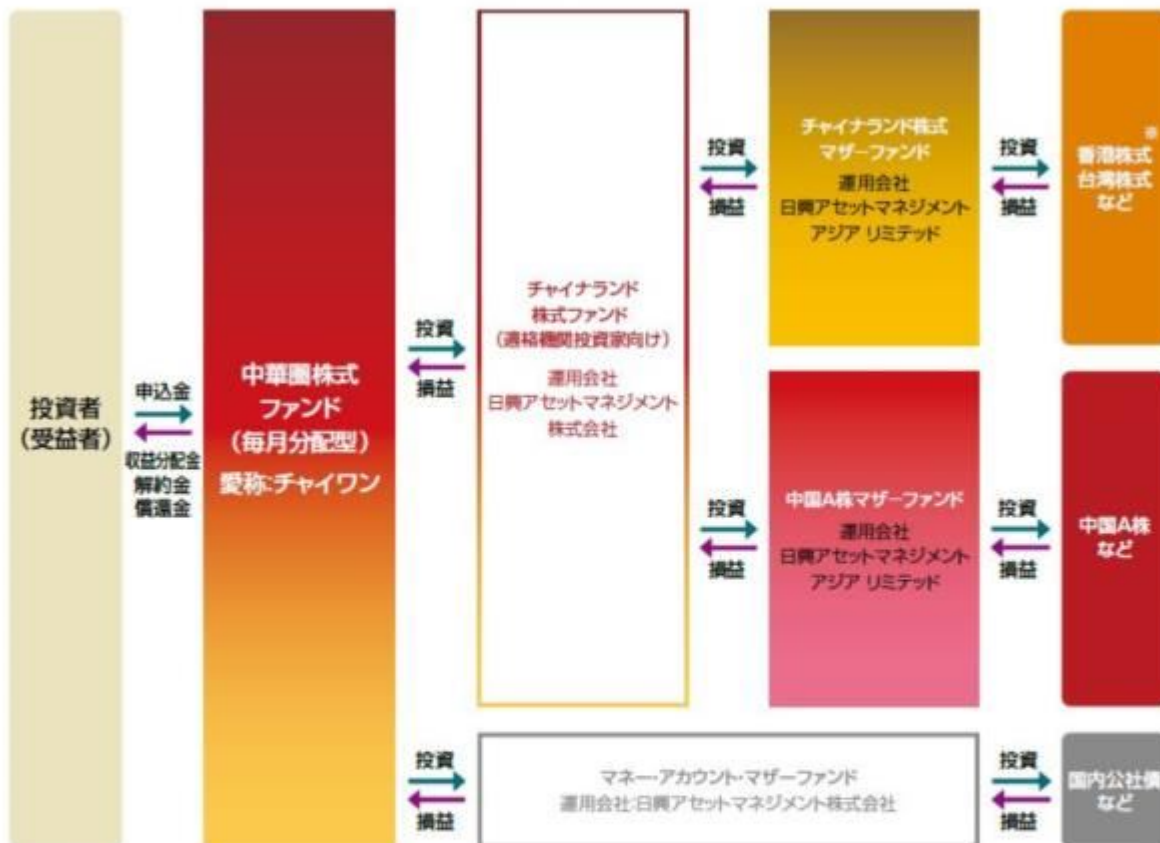 投資者
(受益者)
申込金
収益分配金
解約金
償還金
中華圏株式
ファンド
(毎月分配型)
愛称:チャイワン
投資
損益
チャイナランド
株式ファンド
(適格機関投資家向け)
運用会社
日興アセットマネジメント
株式会社
投資
損益
チャイナランド株式
マザーファンド
運用会社
日興アセットマネジメント
アジア リミテッド
投資
損益
※
香港株式
台湾株式
など
投資
損益
中国A株マザーファンド
運用会社
日興アセットマネジメント
アジア リミテッド
投資
損益
中国A株
など
投資
損益
マネー・アカウント・マザーファンド
運用会社:日興アセットマネジメント株式会社
投資
損益
国内公社債
など